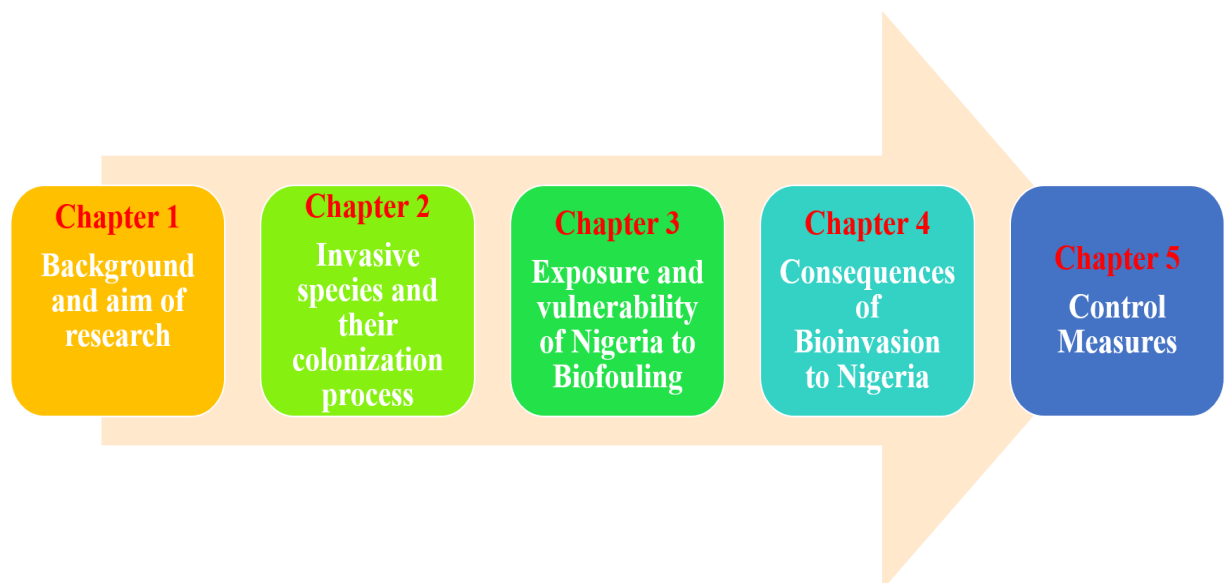 Chapter 1
Background
and aim of
research
Chapter 2
Invasive
species and
their
colonization
process
Chapter 3
Exposure and
vulnerability
of Nigeria to
Biofouling
Chapter 4
Consequences
of
Bioinvasion
to Nigeria
Chapter 5
Control
Measures